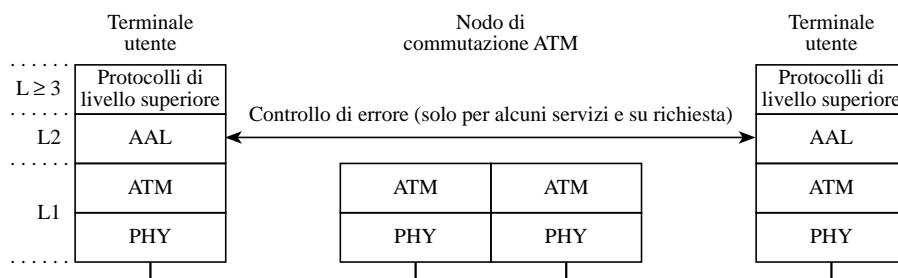 Terminale
utente
Nodo di
commutazione ATM
Terminale
utente
L ≥ 3
Protocolli di
livello superiore
Protocolli di
livello superiore
Controllo di errore (solo per alcuni servizi e su richiesta)
L2
AAL
AAL
L1
ATM
ATM
ATM
ATM
PHY
PHY
PHY
PHY